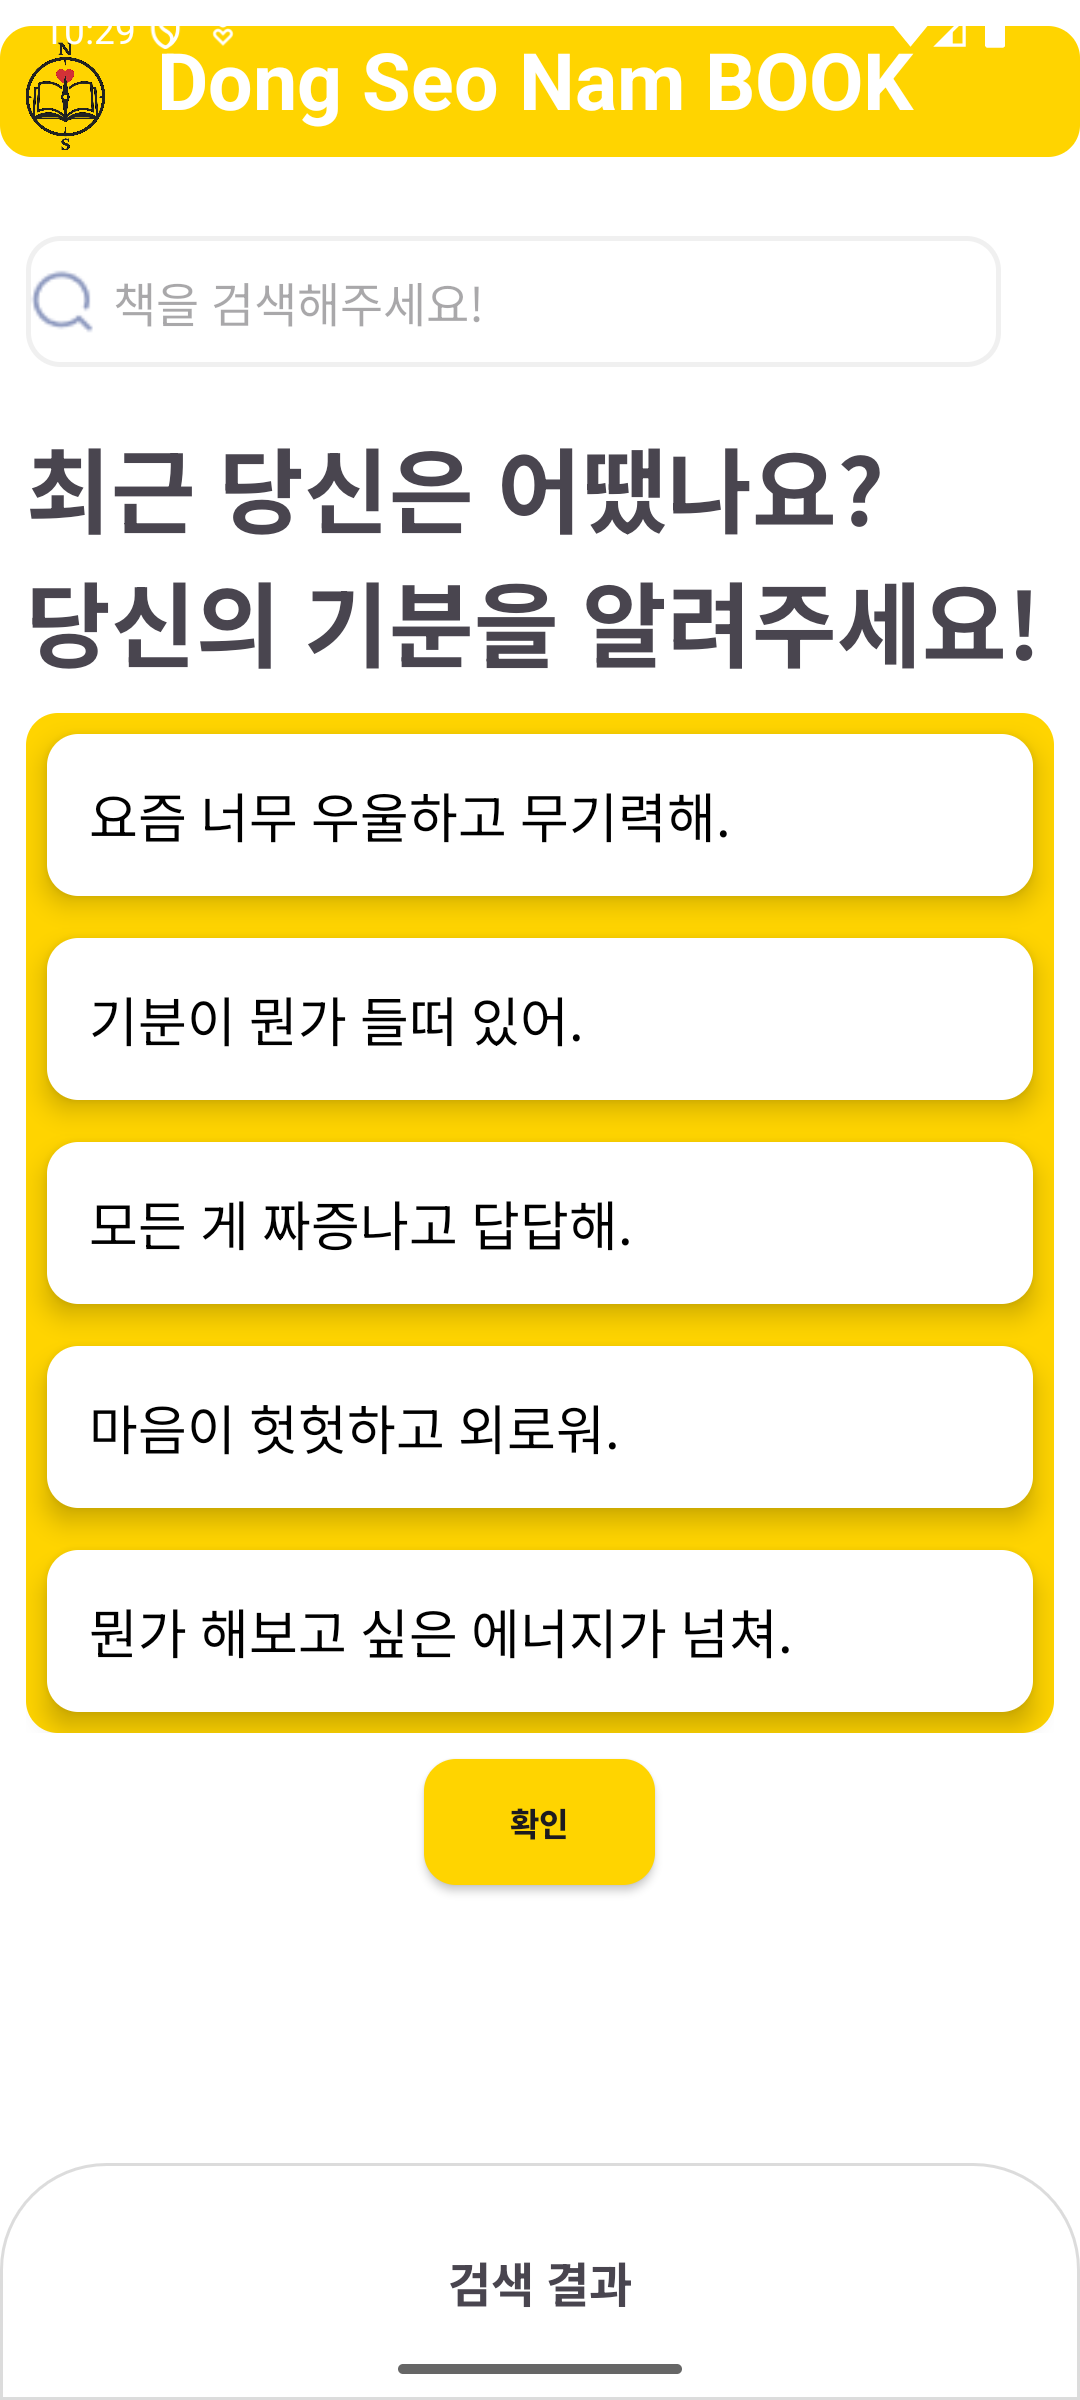 10:29
N
S
Dong Seo Nam BOOK
책을 검색해주세요!
최근 당신은 어땠나요?
당신의 기분을 알려주세요!
요즘 너무 우울하고 무기력해.
기분이 뭔가 들떠 있어.
모든 게 짜증나고 답답해.
마음이 헛헛하고 외로워.
뭔가 해보고 싶은 에너지가 넘쳐.
확인
검색 결과